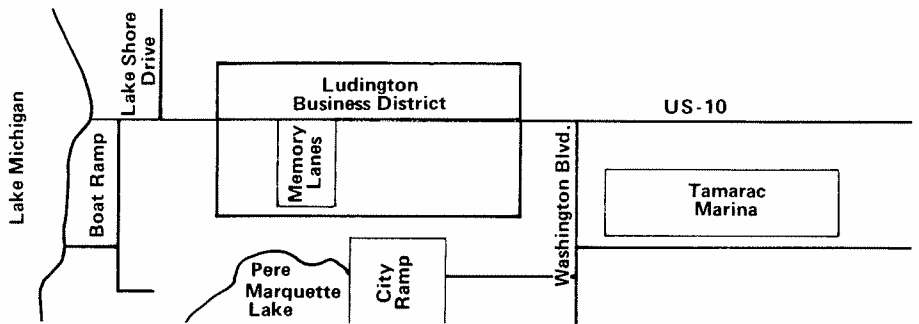 Lake Michigan
Boat Ramp
Lake Shore
Drive
Ludington
Business District
Memory
Lanes
US-10
Washington Blvd.
Tamarac
Marina
Pere
Marquette
Lake
City
Ramp